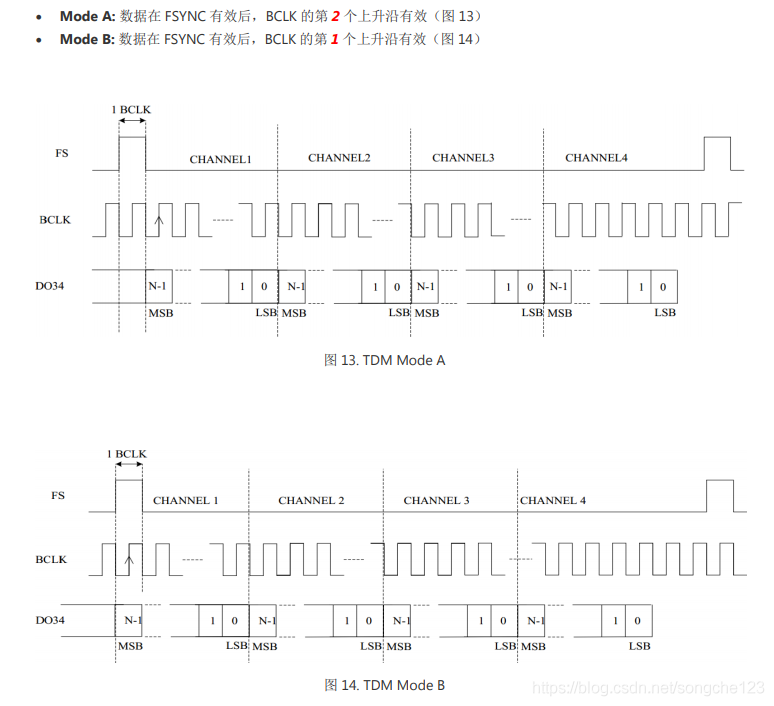 • Mode A: 数据在 FSYNC 有效后，BCLK 的第 2 个上升沿有效（图 13）
• Mode B: 数据在 FSYNC 有效后，BCLK 的第 1 个上升沿有效（图 14）
1 BCLK
FS CHANNEL1 CHANNEL2 CHANNEL3 CHANNEL4
BCLK
DO34 N-1 1 0 N-1 1 0 N-1 1 0 N-1 1 0
MSB LSB MSB LSB MSB LSB MSB LSB
图 13. TDM Mode A
1 BCLK
FS CHANNEL 1 CHANNEL 2 CHANNEL 3 CHANNEL 4
BCLK
DO34 N-1 1 0 N-1 1 0 N-1 1 0 N-1 1 0
MSB LSB MSB LSB MSB LSB MSB LSB
图 14. TDM Mode B
https://blog.csdn.net/songche123